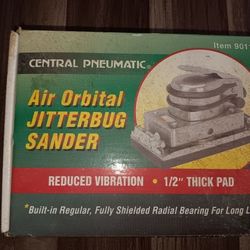 Item 901
CENTRAL PNEUMATIC®
Air Orbital
JITTERBUG
SANDER
REDUCED VIBRATION • 1/2" THICK PAD
*Built-in Regular, Fully Shielded Radial Bearing For Long L